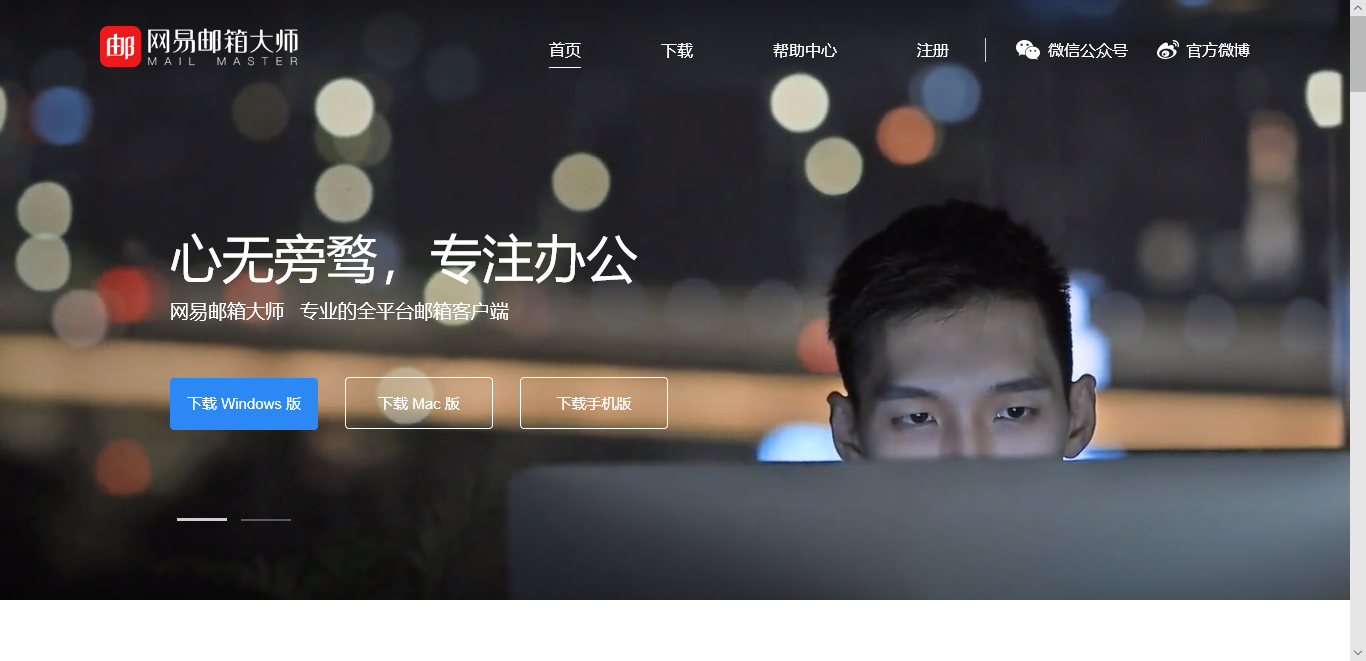 邮 网易邮箱大师
MAIL MASTER
首页 下载 帮助中心 注册 微信公众号 官方微博
心无旁骛，专注办公
网易邮箱大师 专业的全平台邮箱客户端
下载 Windows 版 下载 Mac 版 下载手机版